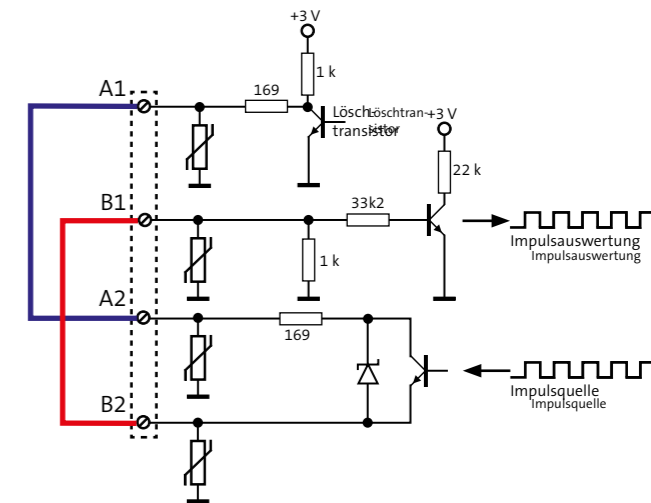 +3 V
1 k
A1
169
Lösch-
transistor
Löschtran-
sistor
+3 V
22 k
B1
33k2
1 k
Impulsauswertung
Impulsauswertung
A2
169
Impulsquelle
Impulsquelle
B2